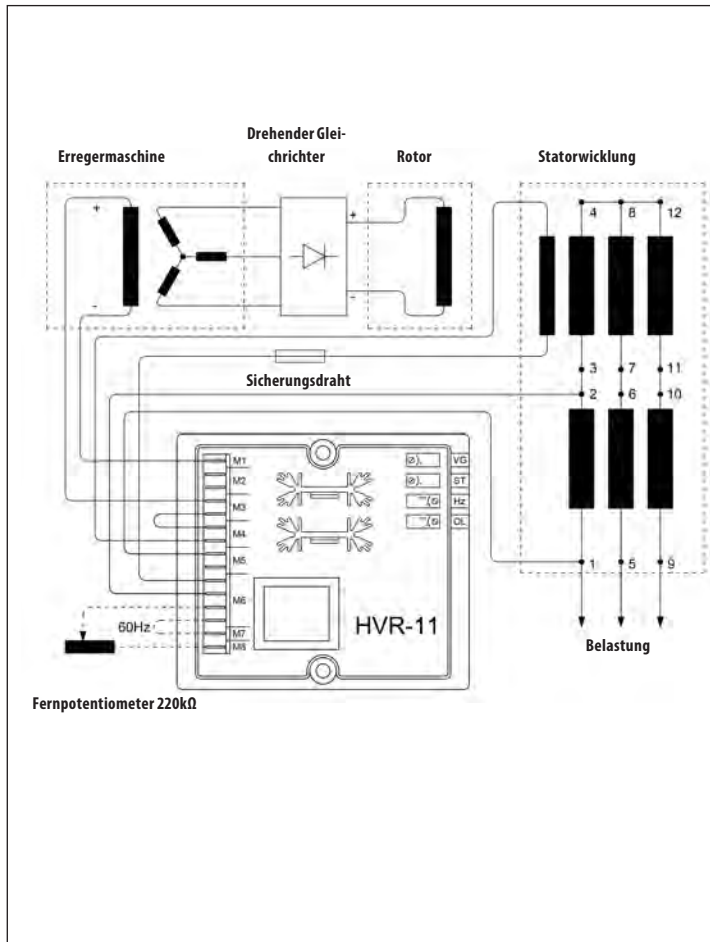 Drehender Glei-
chrichter
Erregermaschine
Rotor
Statorwicklung
+
-
+
-
4 8 12
3 7 11
2 6 10
Sicherungsdraht
M1
M2
M3
M4
M5
M6
M7
M8
VG
ST
Hz
OL
1 5 9
60Hz
HVR-11
Belastung
Fernpotentiometer 220kΩ